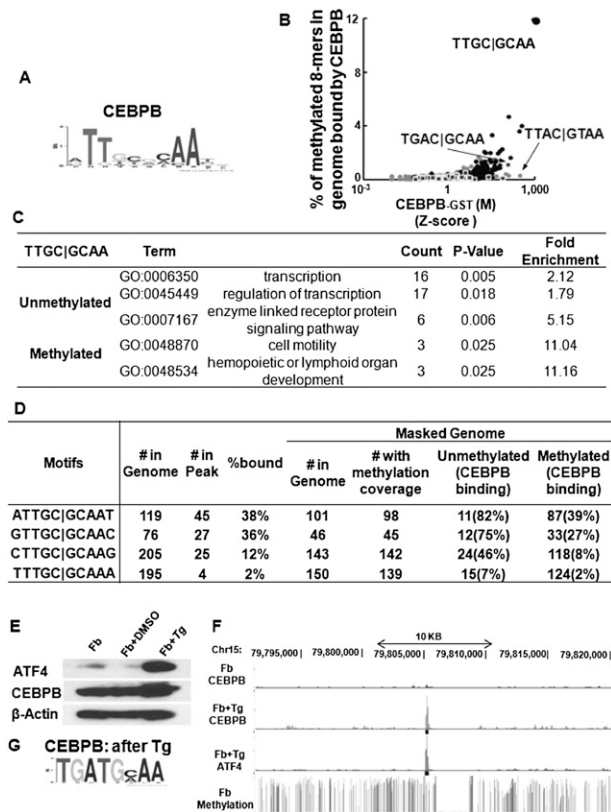 A
CEBPB
B
% of methylated 8-mers in
genome bound by CEBPB
12
8
4
0
TTGC|GCAA
TGAC|GCAA
TTAC|GTAA
10-3 1 1,000
CEBPB-GST (M)
(Z-score )
C
TTGC|GCAA Term Count P-Value Fold Enrichment
Unmethylated
GO:0006350 transcription 16 0.005 2.12
GO:0045449 regulation of transcription 17 0.018 1.79
GO:0007167 enzyme linked receptor protein signaling pathway 6 0.006 5.15
Methylated
GO:0048870 cell motility 3 0.025 11.04
GO:0048534 hemopoietic or lymphoid organ development 3 0.025 11.16
D
Masked Genome
Motifs # in Genome # in Peak %bound # in Genome # with methylation coverage Unmethylated (CEBPB binding) Methylated (CEBPB binding)
ATTGC|GCAAT 119 45 38% 101 98 11(82%) 87(39%)
GTTGC|GCAAC 76 27 36% 46 45 12(75%) 33(27%)
CTTGC|GCAAG 205 25 12% 143 142 24(46%) 118(8%)
TTTGC|GCAAA 195 4 2% 150 139 15(7%) 124(2%)
E
Fb Fb+DMSO Fb+Tg
ATF4
CEBPB
β-Actin
F
10 KB
Chr15: 79,795,000| 79,800,000| 79,805,000| 79,810,000| 79,815,000| 79,820,000|
Fb
CEBPB
Fb+Tg
CEBPB
Fb+Tg
ATF4
Fb
Methylation
G
CEBPB: after Tg
TGATG AA